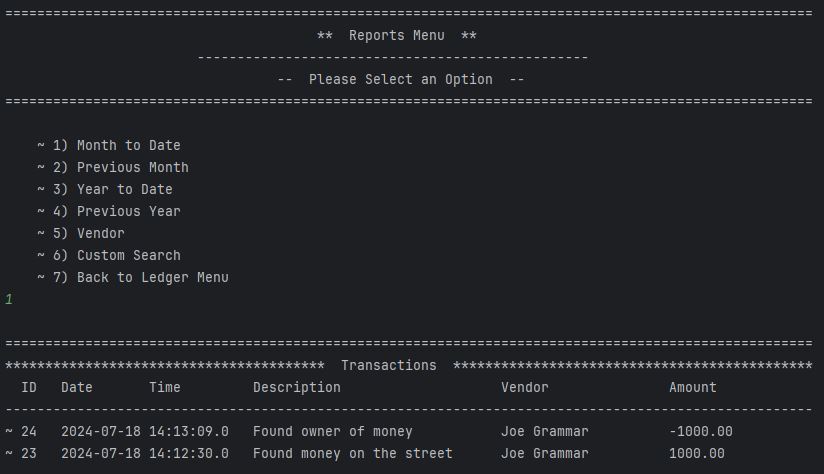 =====================================================================================================
** Reports Menu **
-------------------------------------------------
-- Please Select an Option --
=====================================================================================================
~ 1) Month to Date
~ 2) Previous Month
~ 3) Year to Date
~ 4) Previous Year
~ 5) Vendor
~ 6) Custom Search
~ 7) Back to Ledger Menu
1
=====================================================================================================
**************************************** Transactions *********************************************
ID Date Time Description Vendor Amount
-----------------------------------------------------------------------------------------------------
~ 24 2024-07-18 14:13:09.0 Found owner of money Joe Grammar -1000.00
~ 23 2024-07-18 14:12:30.0 Found money on the street Joe Grammar 1000.00